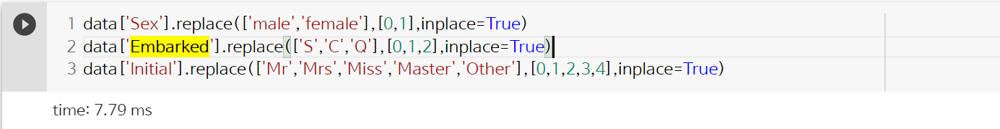 1 data['Sex'].replace(['male','female'],[0,1],inplace=True)
2 data['Embarked'].replace(['S','C','Q'],[0,1,2],inplace=True)
3 data['Initial'].replace(['Mr','Mrs','Miss','Master','Other'],[0,1,2,3,4],inplace=True)
time: 7.79 ms